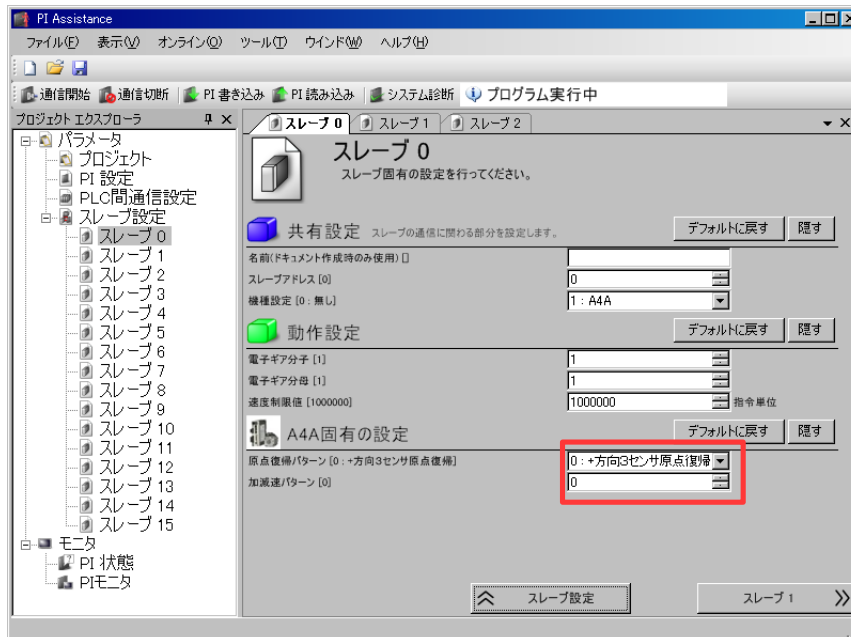 PI Assistance
ファイル(F) 表示(V) オンライン(O) ツール(T) ウインドウ(W) ヘルプ(H)
通信開始 通信切断 PI 書き込み PI 読み込み システム診断 プログラム実行中
プロジェクト エクスプローラ
パラメータ
プロジェクト
PI 設定
PLC間通信設定
スレーブ設定
スレーブ 0
スレーブ 1
スレーブ 2
スレーブ 3
スレーブ 4
スレーブ 5
スレーブ 6
スレーブ 7
スレーブ 8
スレーブ 9
スレーブ 10
スレーブ 11
スレーブ 12
スレーブ 13
スレーブ 14
スレーブ 15
モニタ
PI 状態
PIモニタ
スレーブ 0 スレーブ 1 スレーブ 2
スレーブ 0
スレーブ固有の設定を行ってください。
共有設定 スレーブの通信に関わる部分を設定します。 デフォルトに戻す 隠す
名前(ドキュメント作成時のみ使用) []
スレーブアドレス [0] 0
機種設定 [0 : 無し] 1 : A4A
動作設定 デフォルトに戻す 隠す
電子ギア分子 [1] 1
電子ギア分母 [1] 1
速度制限値 [1000000] 1000000 指令単位
A4A固有の設定 デフォルトに戻す 隠す
原点復帰パターン [0 : +方向3センサ原点復帰] 0 : +方向3センサ原点復帰
加減速パターン [0] 0
スレーブ設定 スレーブ 1